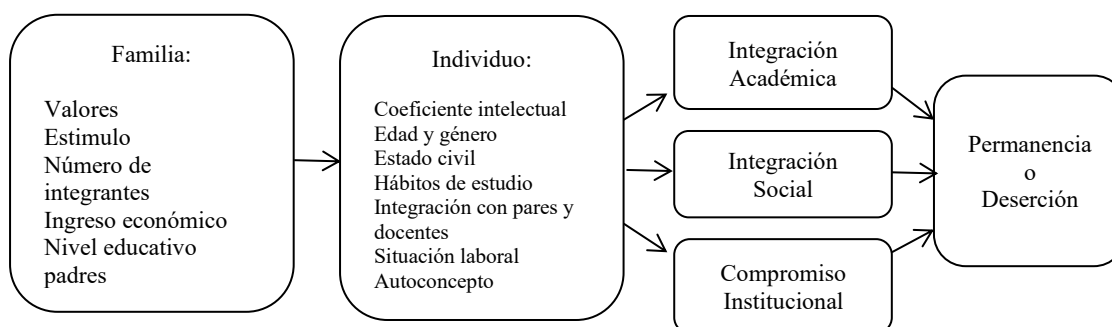 Familia:
Valores
Estimulo
Número de
integrantes
Ingreso económico
Nivel educativo
padres
Individuo:
Coeficiente intelectual
Edad y género
Estado civil
Hábitos de estudio
Integración con pares y
docentes
Situación laboral
Autoconcepto
Integración
Académica
Integración
Social
Compromiso
Institucional
Permanencia
o
Deserción